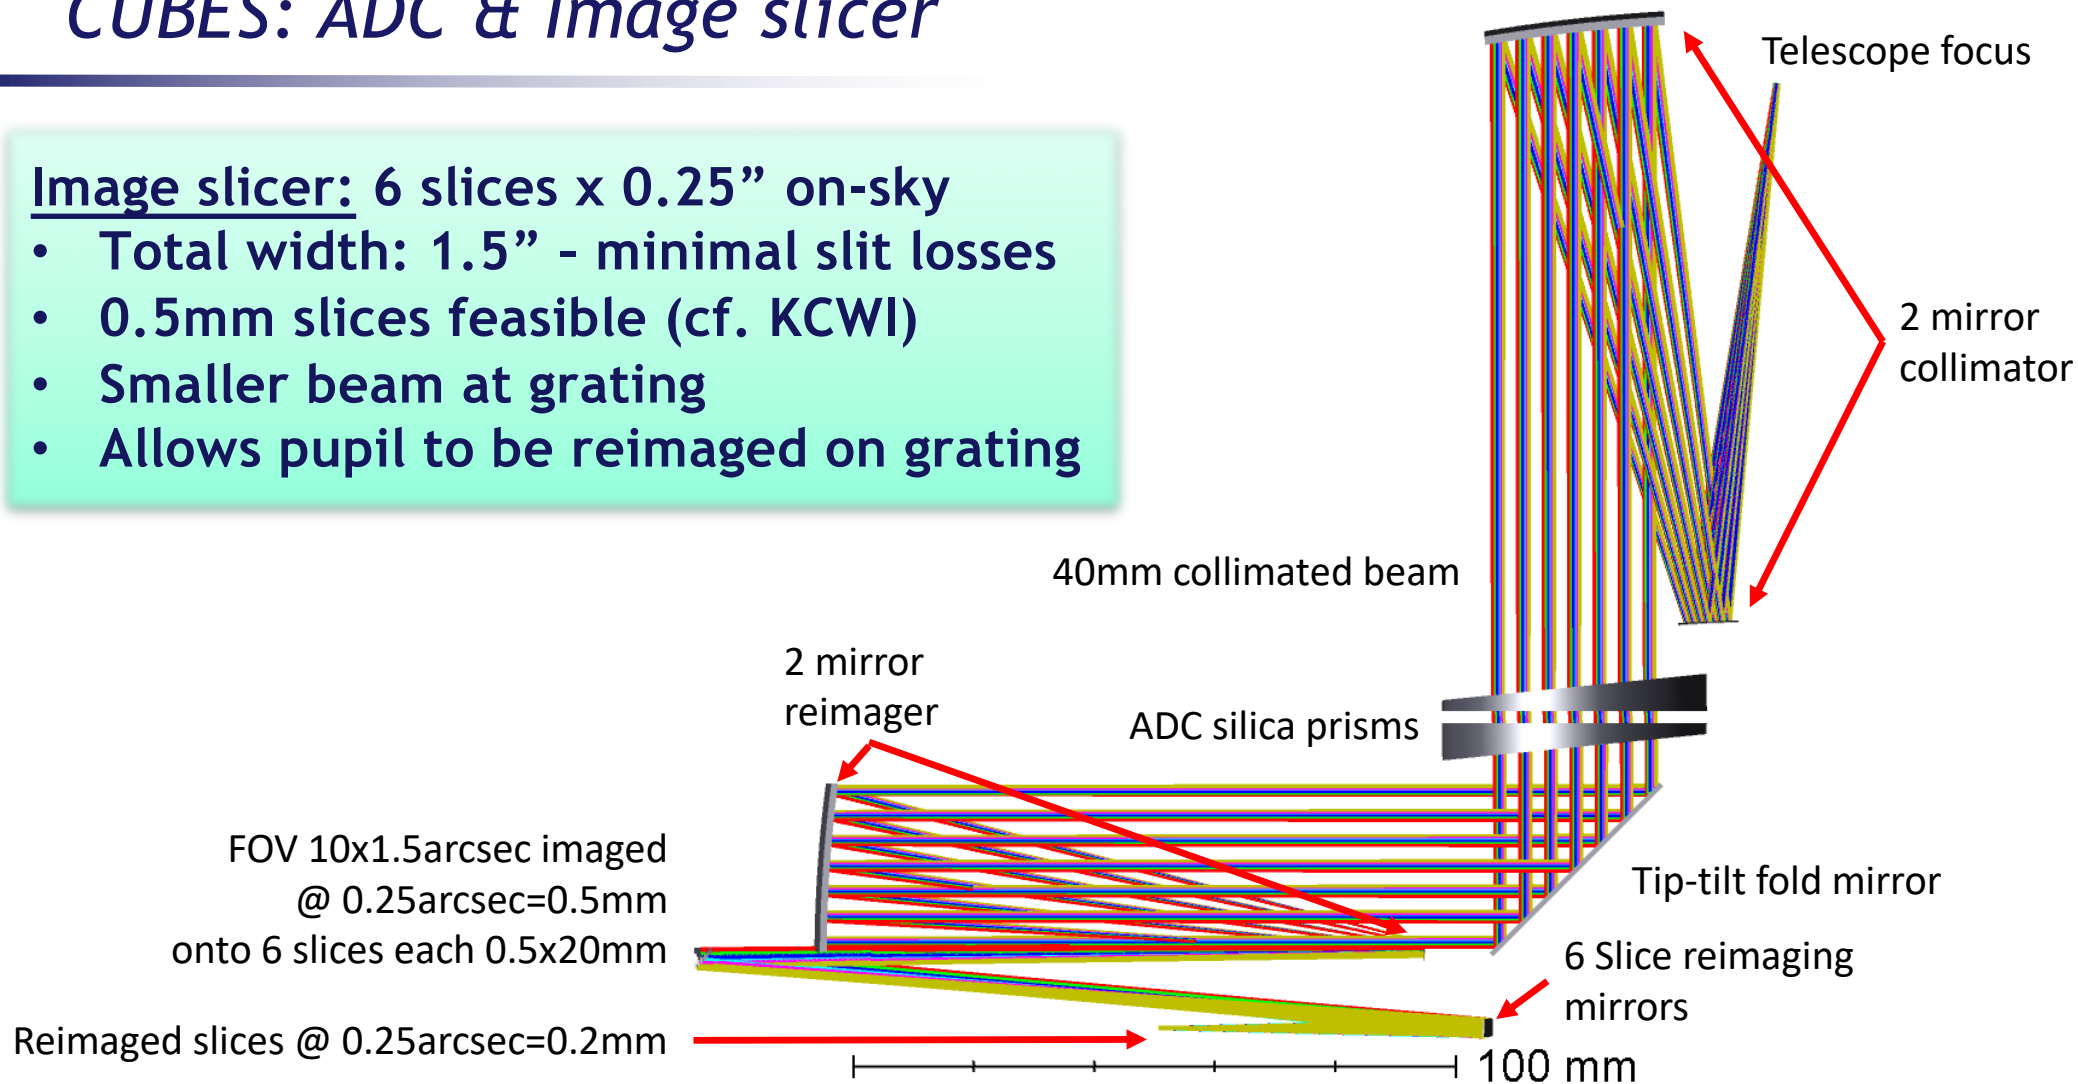 CUBES: ADC & Image slicer
Image slicer: 6 slices x 0.25” on-sky
• Total width: 1.5” – minimal slit losses
• 0.5mm slices feasible (cf. KCWI)
• Smaller beam at grating
• Allows pupil to be reimaged on grating
Telescope focus
2 mirror
collimator
40mm collimated beam
2 mirror
reimager
ADC silica prisms
FOV 10x1.5arcsec imaged
@ 0.25arcsec=0.5mm
onto 6 slices each 0.5x20mm
Tip-tilt fold mirror
6 Slice reimaging
mirrors
Reimaged slices @ 0.25arcsec=0.2mm
100 mm